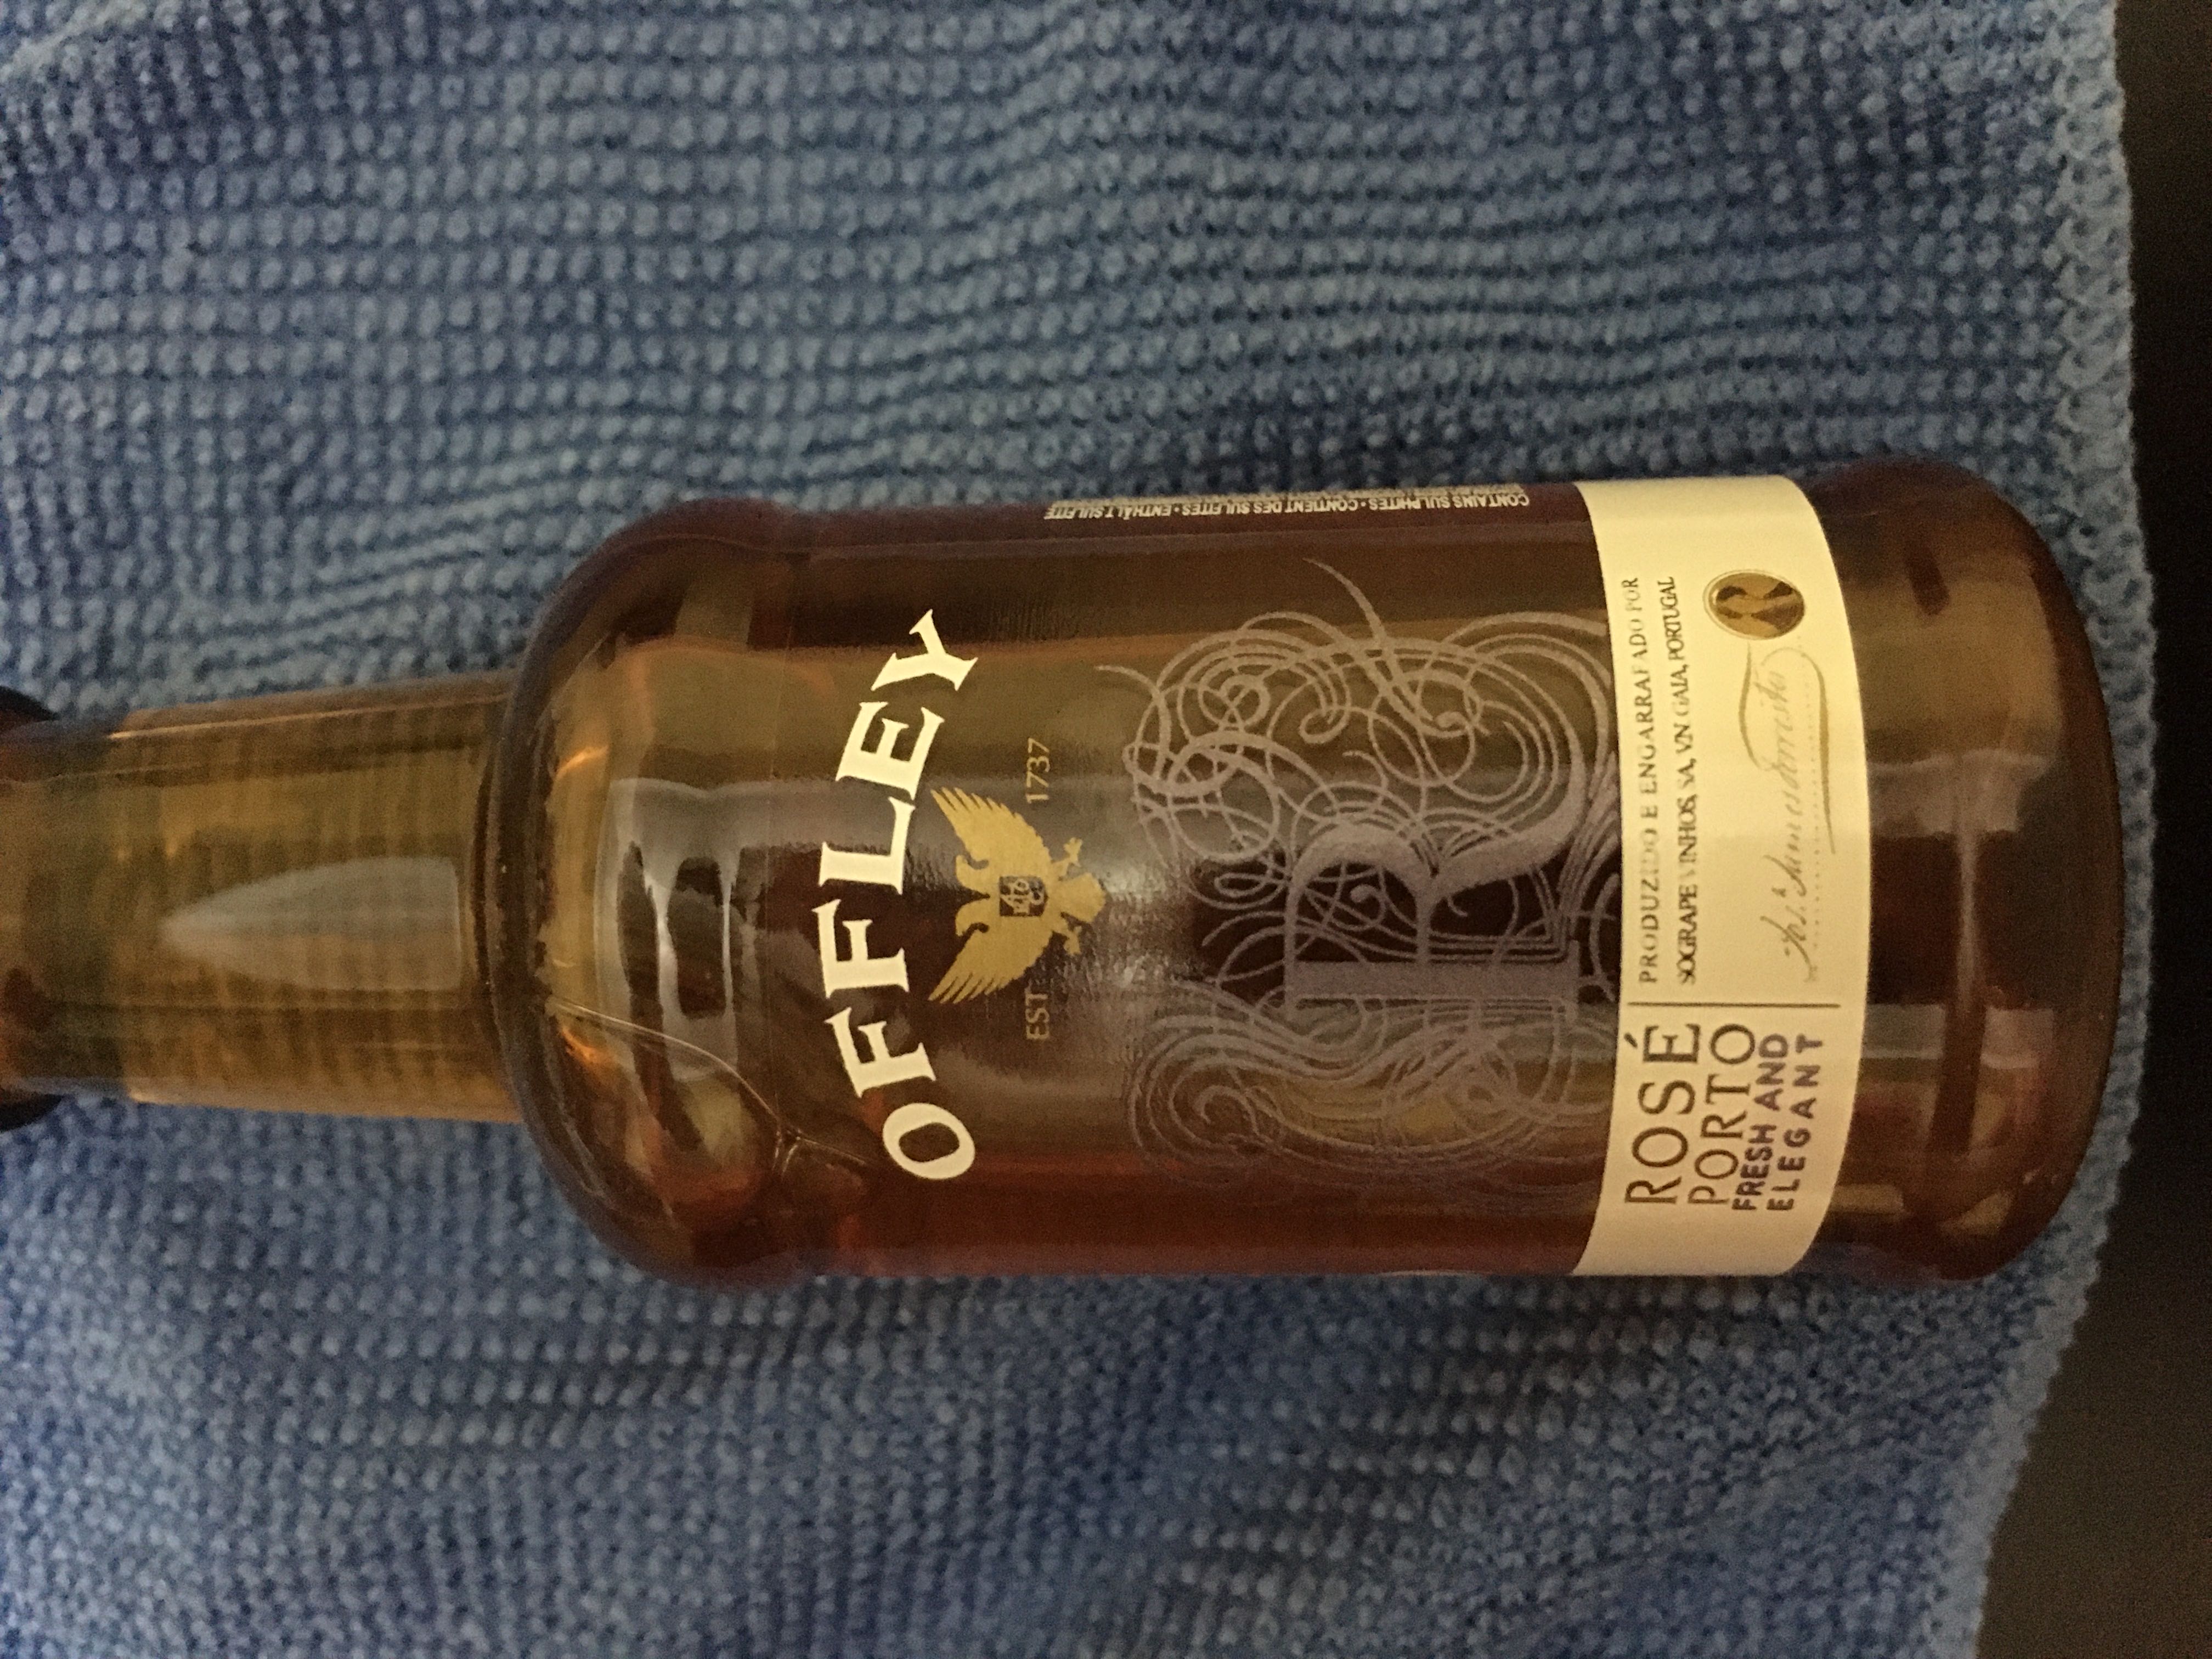 OFFLEY
EST 1737
R
ROSÉ
PORTO
FRESH AND
ELEGANT
PRODUZIDO E ENGARRAFADO POR
SOGRAPE VINHOS, SA, V.N. GAIA, PORTUGAL
CONTAINS SULPHITES • CONTIENT DES SULFITES • ENTHÄLT SULFITE